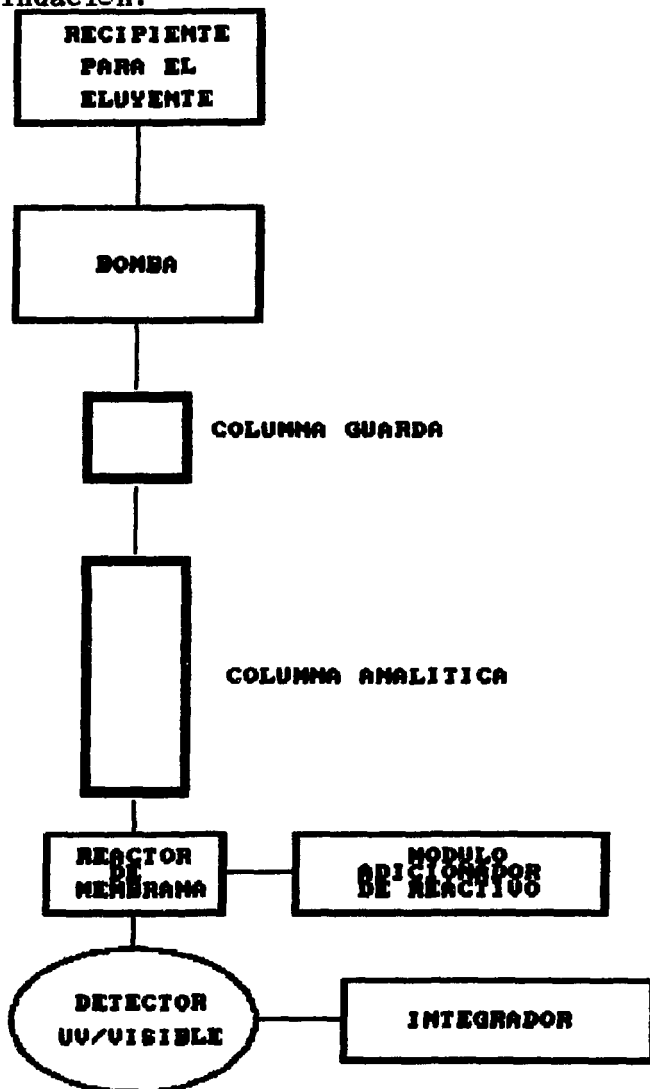 RECIPIENTE
PARA EL
ELUYENTE
BOMBA
COLUMNA GUARDA
COLUMNA ANALITICA
REACTOR
DE
MEMBRANA
MODULO
ADICIONADOR
DE REACTIVO
DETECTOR
UV/VISIBLE
INTEGRADOR